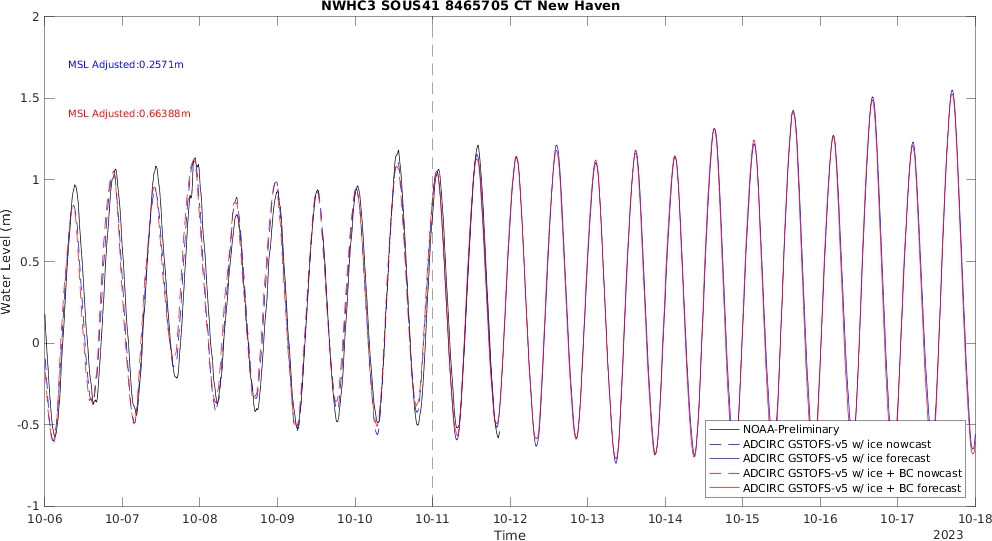 NWHC3 SOUS41 8465705 CT New Haven
2
1.5
1
0.5
0
-0.5
-1
Water Level (m)
MSL Adjusted:0.2571m
MSL Adjusted:0.66388m
NOAA-Preliminary
ADCIRC GSTOFS-v5 w/ ice nowcast
ADCIRC GSTOFS-v5 w/ ice forecast
ADCIRC GSTOFS-v5 w/ ice + BC nowcast
ADCIRC GSTOFS-v5 w/ ice + BC forecast
10-06 10-07 10-08 10-09 10-10 10-11 10-12 10-13 10-14 10-15 10-16 10-17 10-18
Time
2023